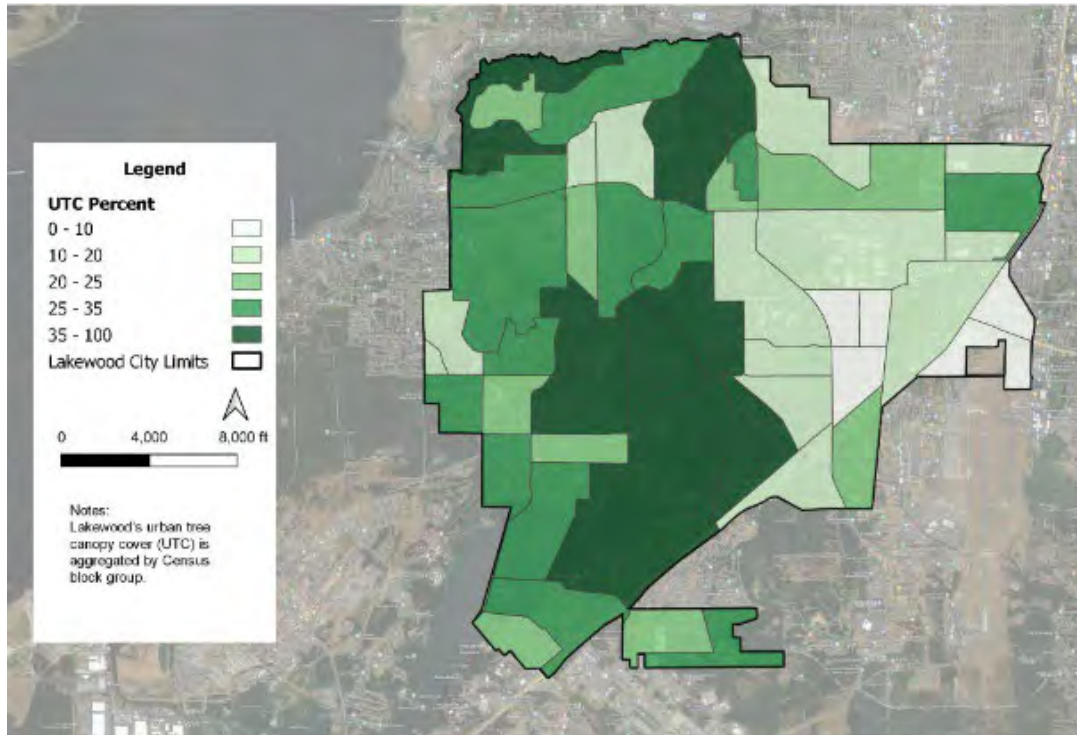 Legend
UTC Percent
0 - 10
10 - 20
20 - 25
25 - 35
35 - 100
Lakewood City Limits
0 4,000 8,000 ft
Notes:
Lakewood's urban tree
canopy cover (UTC) is
aggregated by Census
block group.